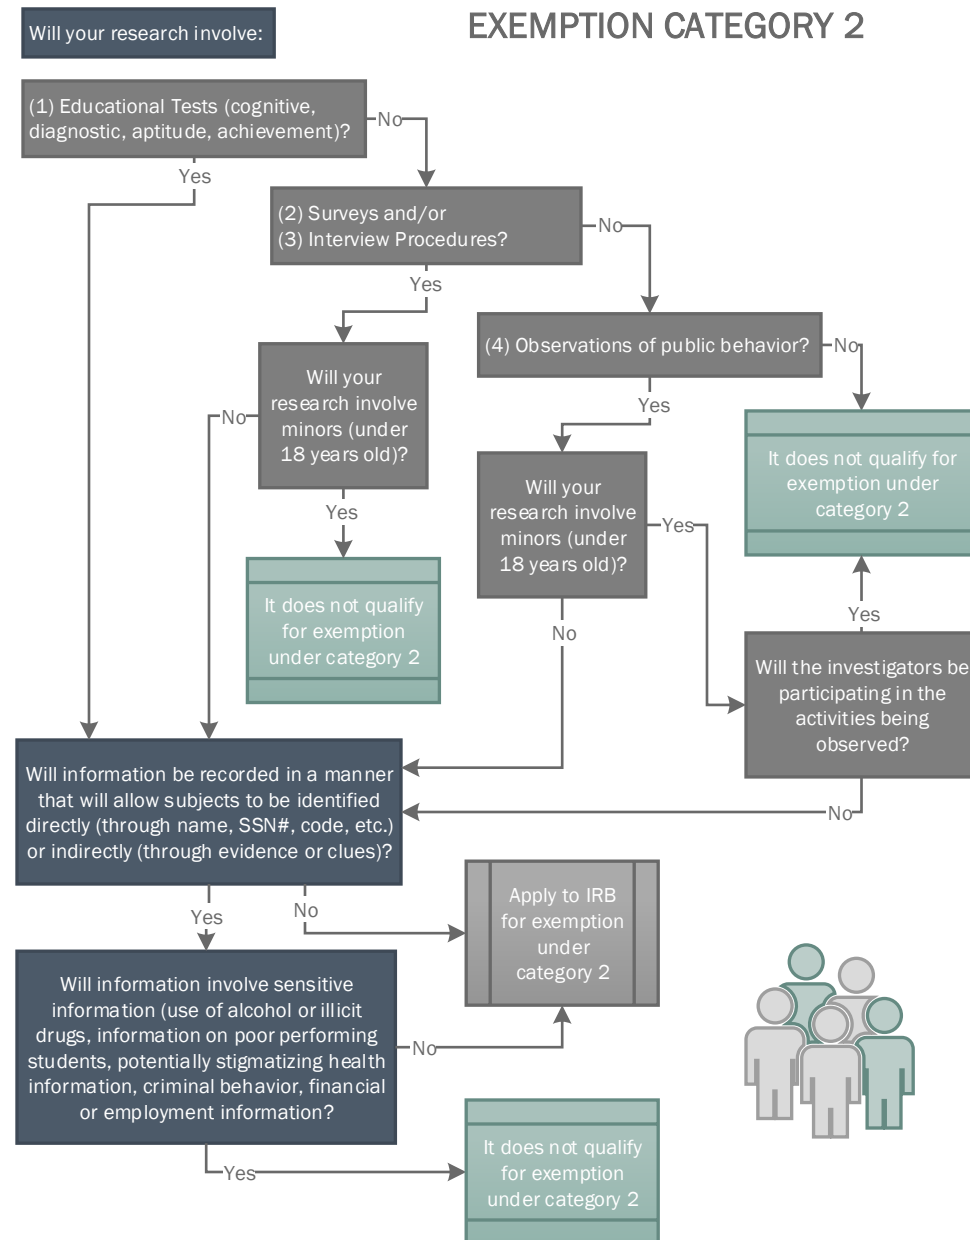 Will your research involve:
EXEMPTION CATEGORY 2
(1) Educational Tests (cognitive,
diagnostic, aptitude, achievement)?
No
Yes
(2) Surveys and/or
(3) Interview Procedures?
No
Yes
(4) Observations of public behavior?
No
Will your
research involve
minors (under
18 years old)?
No
Yes
Yes
It does not qualify for
exemption under
category 2
Will your
research involve
minors (under
18 years old)?
Yes
No
It does not qualify
for exemption
under category 2
Yes
Will the investigators be
participating in the
activities being
observed?
No
Will information be recorded in a manner
that will allow subjects to be identified
directly (through name, SSN#, code, etc.)
or indirectly (through evidence or clues)?
Yes
No
Apply to IRB
for exemption
under
category 2
Will information involve sensitive
information (use of alcohol or illicit
drugs, information on poor performing
students, potentially stigmatizing health
information, criminal behavior, financial
or employment information?
No
Yes
It does not qualify
for exemption
under category 2